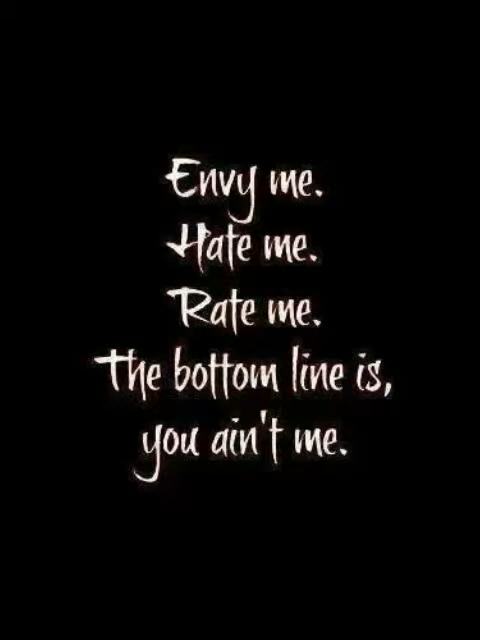 Envy me.
Hate me.
Rate me.
The bottom line is,
you ain't me.